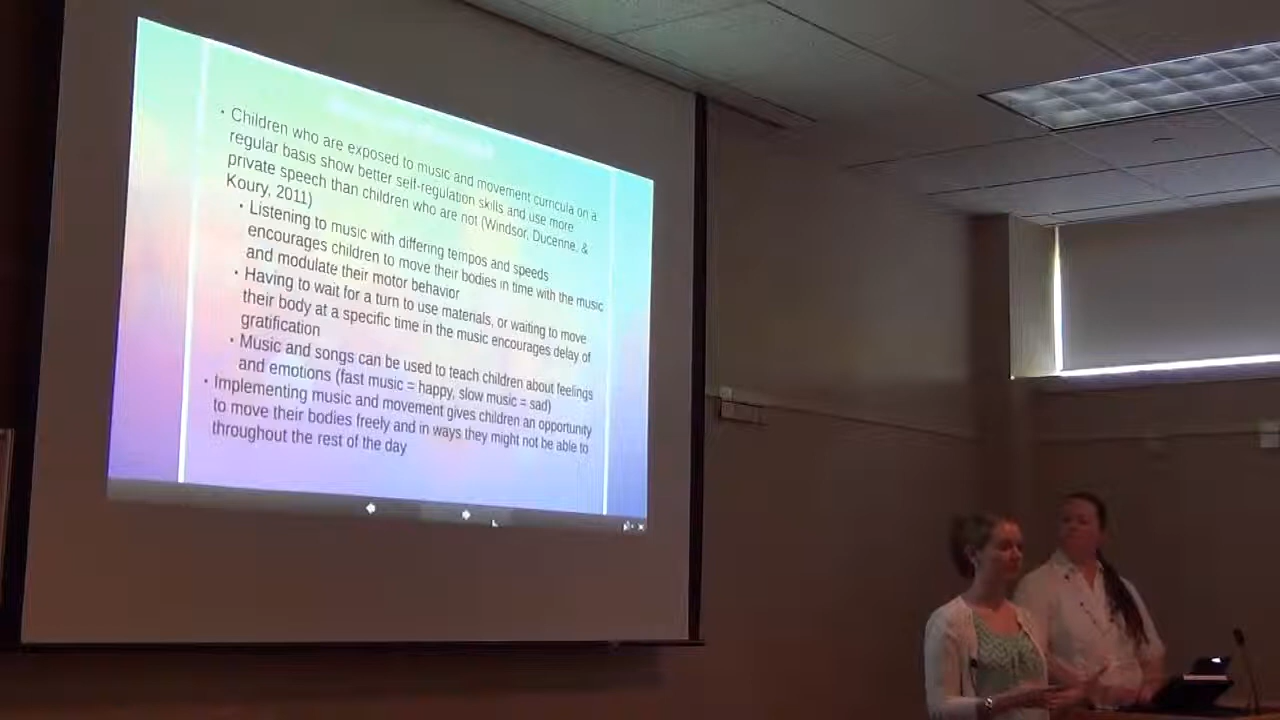 • Children who are exposed to music and movement curricula on a
regular basis show better self-regulation skills and use more
private speech than children who are not (Windsor, Ducenne, &
Koury, 2011)
• Listening to music with differing tempos and speeds
encourages children to move their bodies in time with the music
and modulate their motor behavior
• Having to wait for a turn to use materials, or waiting to move
their body at a specific time in the music encourages delay of
gratification
• Music and songs can be used to teach children about feelings
and emotions (fast music = happy, slow music = sad)
• Implementing music and movement gives children an opportunity
to move their bodies freely and in ways they might not be able to
throughout the rest of the day